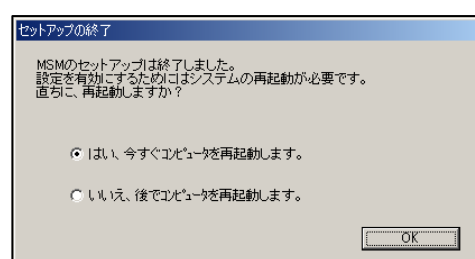 セットアップの終了
MSMのセットアップは終了しました。
設定を有効にするためにはシステムの再起動が必要です。
直ちに、再起動しますか？
はい、今すぐｺﾝﾋﾟｭｰﾀを再起動します。
いいえ、後でｺﾝﾋﾟｭｰﾀを再起動します。
OK